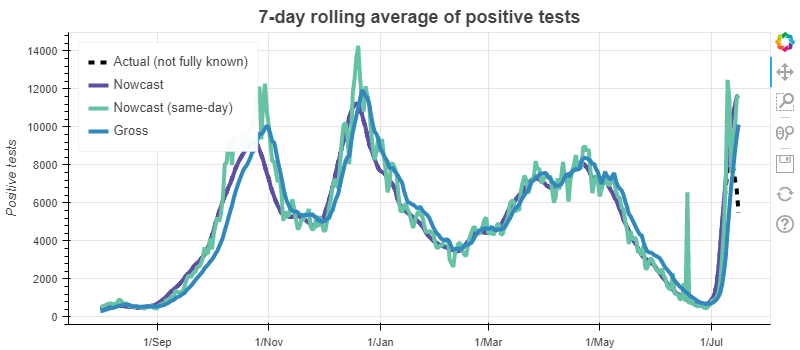 7-day rolling average of positive tests
14000
12000
10000
8000
6000
4000
2000
0
Positive tests
Actual (not fully known)
Nowcast
Nowcast (same-day)
Gross
1/Sep
1/Nov
1/Jan
1/Mar
1/May
1/Jul